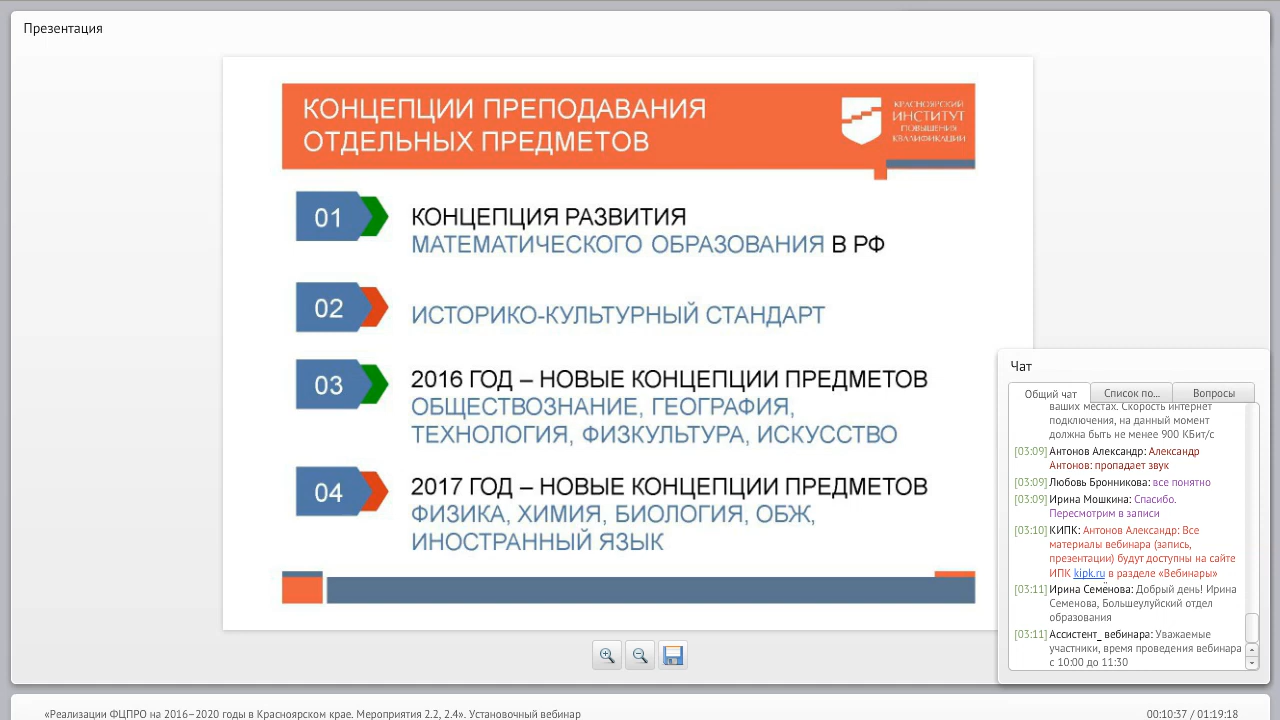 Презентация
КОНЦЕПЦИИ ПРЕПОДАВАНИЯ
ОТДЕЛЬНЫХ ПРЕДМЕТОВ
КРАСНОЯРСКИЙ
ИНСТИТУТ
ПОВЫШЕНИЯ
КВАЛИФИКАЦИИ
01
КОНЦЕПЦИЯ РАЗВИТИЯ
МАТЕМАТИЧЕСКОГО ОБРАЗОВАНИЯ В РФ
02
ИСТОРИКО-КУЛЬТУРНЫЙ СТАНДАРТ
03
2016 ГОД – НОВЫЕ КОНЦЕПЦИИ ПРЕДМЕТОВ
ОБЩЕСТВОЗНАНИЕ, ГЕОГРАФИЯ,
ТЕХНОЛОГИЯ, ФИЗКУЛЬТУРА, ИСКУССТВО
04
2017 ГОД – НОВЫЕ КОНЦЕПЦИИ ПРЕДМЕТОВ
ФИЗИКА, ХИМИЯ, БИОЛОГИЯ, ОБЖ,
ИНОСТРАННЫЙ ЯЗЫК
Чат
Общий чат Список по... Вопросы
ваших местах. Скорость интернет
подключения, на данный момент
должна быть не менее 900 КБит/с
[03:09] Антонов Александр: Александр
Антонов: пропадает звук
[03:09] Любовь Бронникова: все понятно
[03:09] Ирина Мошкина: Спасибо.
Пересмотрим в записи
[03:10] КИПК: Антонов Александр: Все
материалы вебинара (запись,
презентации) будут доступны на сайте
ИПК kipk.ru в разделе «Вебинары»
[03:11] Ирина Семёнова: Добрый день! Ирина
Семенова, Большеулуйский отдел
образования
[03:11] Ассистент_ вебинара: Уважаемые
участники, время проведения вебинара
с 10:00 до 11:30
«Реализации ФЦПРО на 2016–2020 годы в Красноярском крае. Мероприятия 2.2, 2.4». Установочный вебинар
00:10:37 / 01:19:18